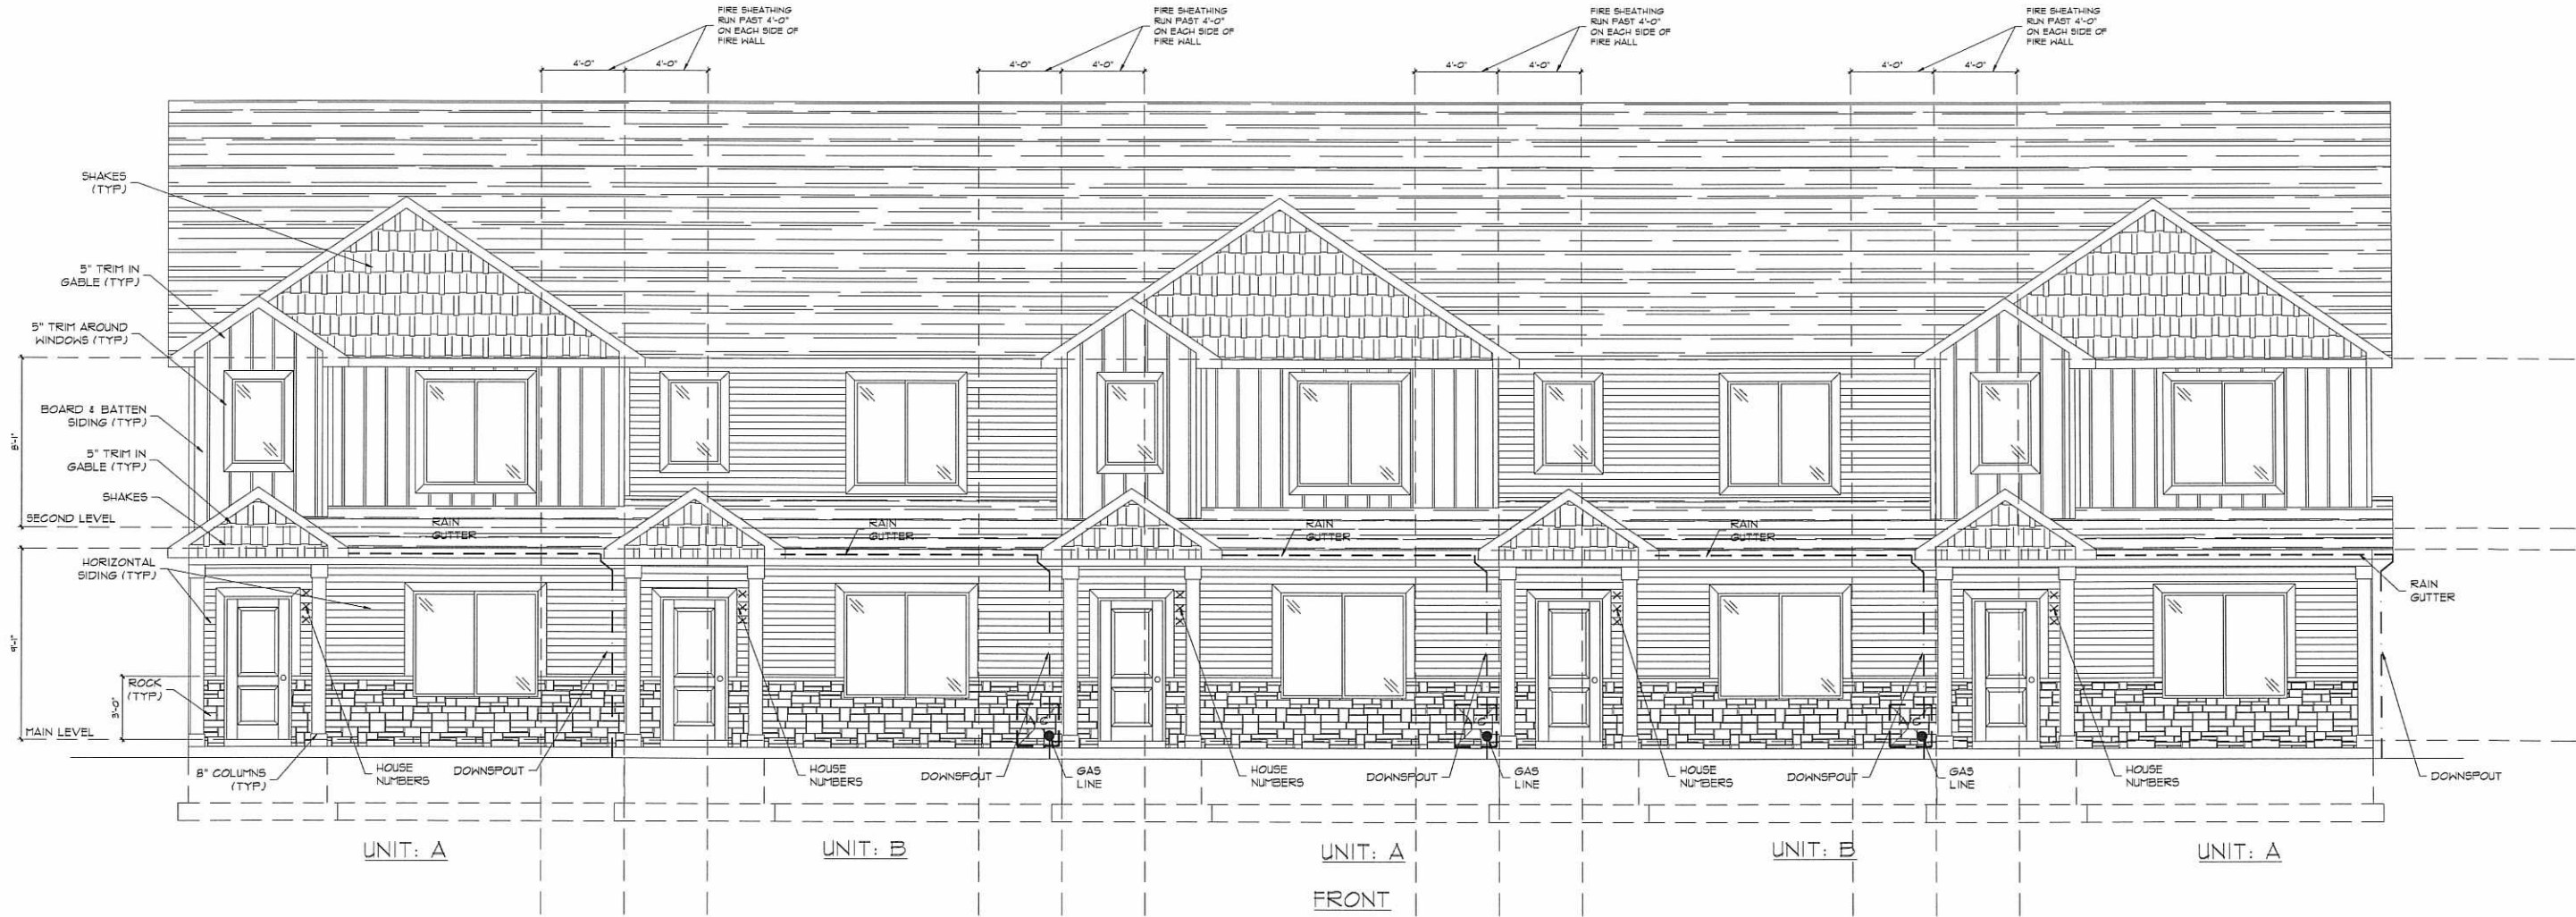 FIRE SHEATHING
RUN PAST 4'-0"
ON EACH SIDE OF
FIRE WALL
FIRE SHEATHING
RUN PAST 4'-0"
ON EACH SIDE OF
FIRE WALL
FIRE SHEATHING
RUN PAST 4'-0"
ON EACH SIDE OF
FIRE WALL
FIRE SHEATHING
RUN PAST 4'-0"
ON EACH SIDE OF
FIRE WALL
4'-0" 4'-0"
4'-0" 4'-0"
4'-0" 4'-0"
4'-0" 4'-0"
SHAKES
(TYP.)
5" TRIM IN
GABLE (TYP.)
5" TRIM AROUND
WINDOWS (TYP.)
BOARD & BATTEN
SIDING (TYP.)
8'-1"
5" TRIM IN
GABLE (TYP.)
SHAKES
SECOND LEVEL
RAIN
GUTTER
RAIN
GUTTER
RAIN
GUTTER
RAIN
GUTTER
HORIZONTAL
SIDING (TYP.)
RAIN
GUTTER
9'-1"
ROCK
(TYP.)
3'-0"
MAIN LEVEL
8" COLUMNS
(TYP.)
HOUSE
NUMBERS
DOWNSPOUT
HOUSE
NUMBERS
DOWNSPOUT
GAS
LINE
HOUSE
NUMBERS
DOWNSPOUT
GAS
LINE
HOUSE
NUMBERS
DOWNSPOUT
GAS
LINE
HOUSE
NUMBERS
DOWNSPOUT
UNIT: A
UNIT: B
UNIT: A
UNIT: B
UNIT: A
FRONT